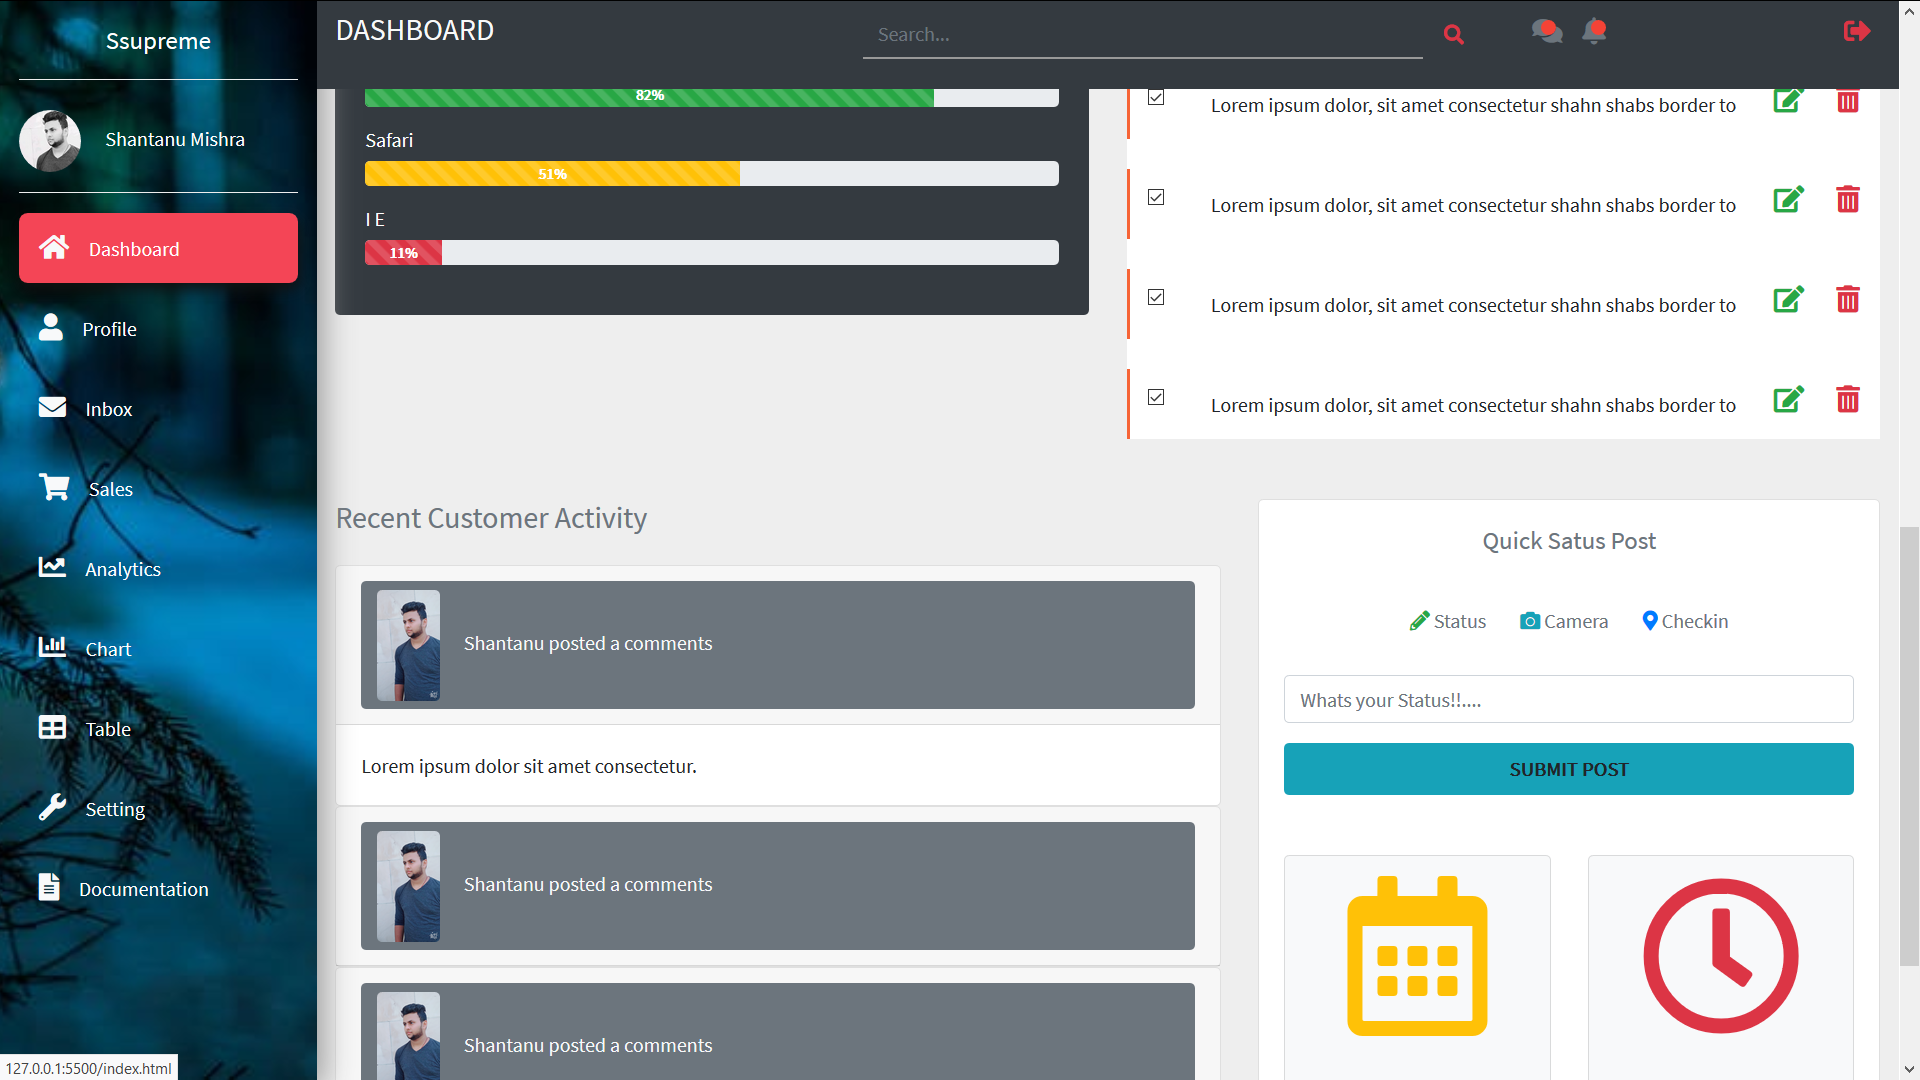 Ssupreme
Shantanu Mishra
Dashboard
Profile
Inbox
Sales
Analytics
Chart
Table
Setting
Documentation
127.0.0.1:5500/index.html
DASHBOARD
Search...
82%
Safari
51%
I E
11%
Lorem ipsum dolor, sit amet consectetur shahn shabs border to
Lorem ipsum dolor, sit amet consectetur shahn shabs border to
Lorem ipsum dolor, sit amet consectetur shahn shabs border to
Lorem ipsum dolor, sit amet consectetur shahn shabs border to
Recent Customer Activity
Shantanu posted a comments
Lorem ipsum dolor sit amet consectetur.
Shantanu posted a comments
Shantanu posted a comments
Quick Satus Post
Status Camera Checkin
Whats your Status!!....
SUBMIT POST